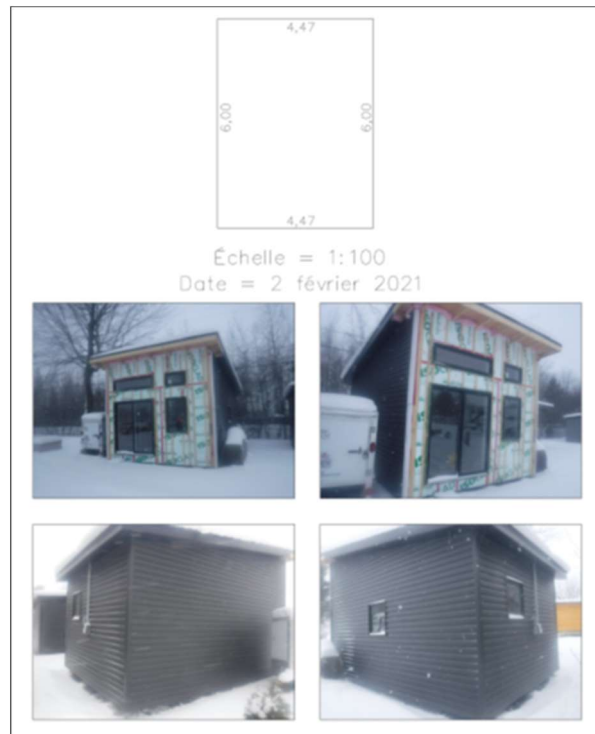 4,47
6,00
6,00
4,47
Échelle = 1:100
Date = 2 février 2021